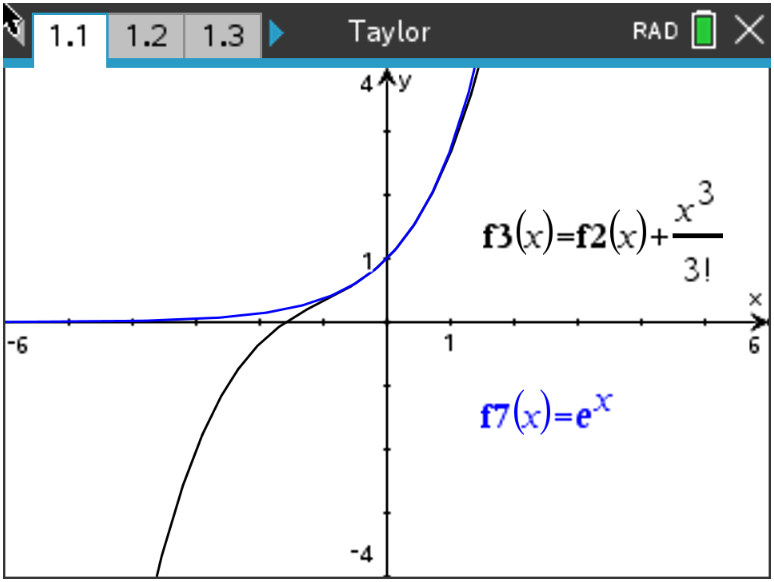 1.1 1.2 1.3 Taylor RAD
4 y
f3(x)=f2(x)+x^3/3!
1
x
-6 1 6
f7(x)=e^x
-4